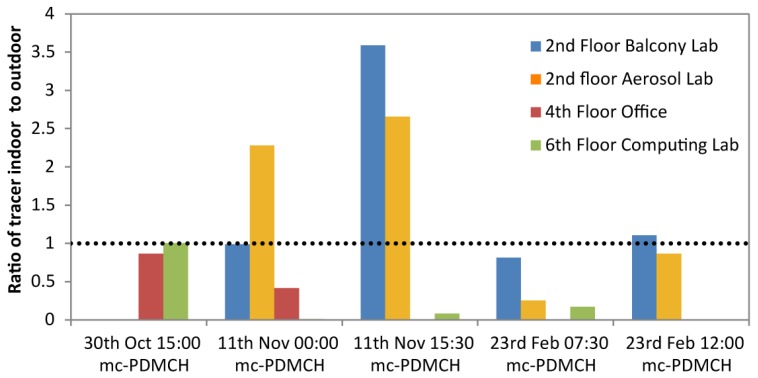 Ratio of tracer indoor to outdoor
4
3.5
3
2.5
2
1.5
1
0.5
0
2nd Floor Balcony Lab
2nd floor Aerosol Lab
4th Floor Office
6th Floor Computing Lab
30th Oct 15:00 11th Nov 00:00 11th Nov 15:30 23rd Feb 07:30 23rd Feb 12:00
mc-PDMCH mc-PDMCH mc-PDMCH mc-PDMCH mc-PDMCH